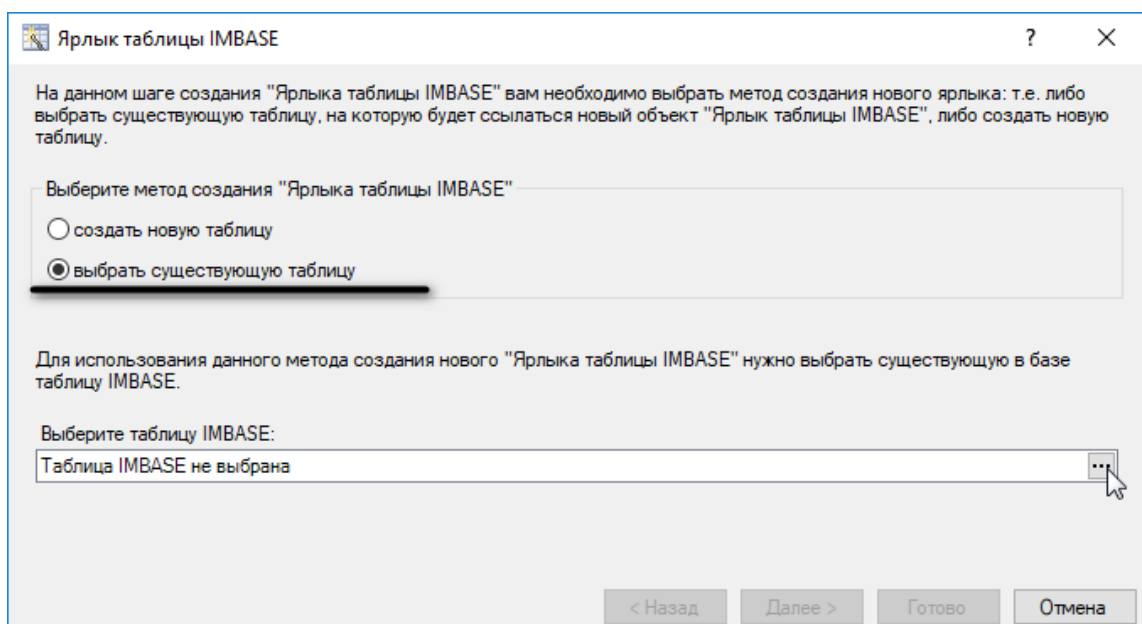 Ярлык таблицы IMBASE
На данном шаге создания "Ярлыка таблицы IMBASE" вам необходимо выбрать метод создания нового ярлыка: т.е. либо
выбрать существующую таблицу, на которую будет ссылаться новый объект "Ярлык таблицы IMBASE", либо создать новую
таблицу.
Выберите метод создания "Ярлыка таблицы IMBASE"
создать новую таблицу
выбрать существующую таблицу
Для использования данного метода создания нового "Ярлыка таблицы IMBASE" нужно выбрать существующую в базе
таблицу IMBASE.
Выберите таблицу IMBASE:
Таблица IMBASE не выбрана
< Назад Далее > Готово Отмена